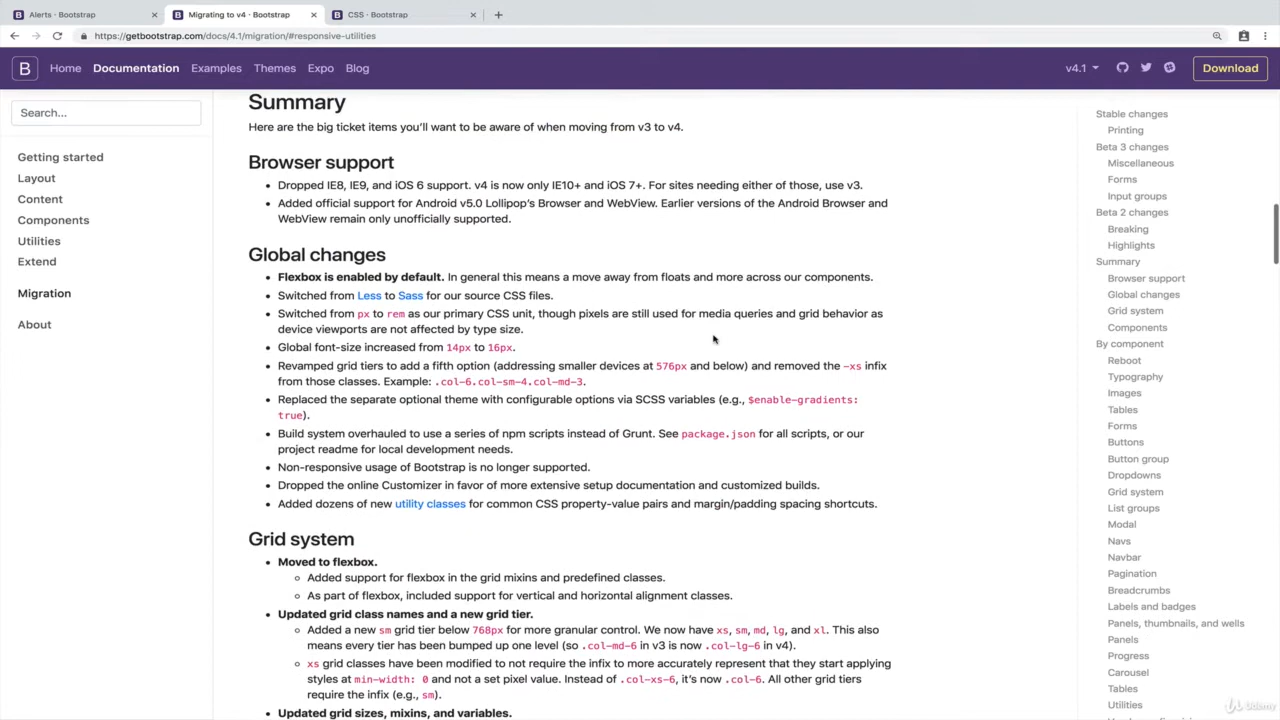 Alerts · Bootstrap
Migrating to v4 · Bootstrap
CSS · Bootstrap
https://getbootstrap.com/docs/4.1/migration/#responsive-utilities
B
Home
Documentation
Examples
Themes
Expo
Blog
v4.1
Download
Search...
Getting started
Layout
Content
Components
Utilities
Extend
Migration
About
Summary
Here are the big ticket items you'll want to be aware of when moving from v3 to v4.
Browser support
• Dropped IE8, IE9, and iOS 6 support. v4 is now only IE10+ and iOS 7+. For sites needing either of those, use v3.
• Added official support for Android v5.0 Lollipop's Browser and WebView. Earlier versions of the Android Browser and
WebView remain only unofficially supported.
Global changes
• Flexbox is enabled by default. In general this means a move away from floats and more across our components.
• Switched from Less to Sass for our source CSS files.
• Switched from px to rem as our primary CSS unit, though pixels are still used for media queries and grid behavior as
device viewports are not affected by type size.
• Global font-size increased from 14px to 16px.
• Revamped grid tiers to add a fifth option (addressing smaller devices at 576px and below) and removed the -xs infix
from those classes. Example: .col-6.col-sm-4.col-md-3.
• Replaced the separate optional theme with configurable options via SCSS variables (e.g., $enable-gradients:
true).
• Build system overhauled to use a series of npm scripts instead of Grunt. See package.json for all scripts, or our
project readme for local development needs.
• Non-responsive usage of Bootstrap is no longer supported.
• Dropped the online Customizer in favor of more extensive setup documentation and customized builds.
• Added dozens of new utility classes for common CSS property-value pairs and margin/padding spacing shortcuts.
Grid system
• Moved to flexbox.
○ Added support for flexbox in the grid mixins and predefined classes.
○ As part of flexbox, included support for vertical and horizontal alignment classes.
• Updated grid class names and a new grid tier.
○ Added a new sm grid tier below 768px for more granular control. We now have xs, sm, md, lg, and xl. This also
means every tier has been bumped up one level (so .col-md-6 in v3 is now .col-lg-6 in v4).
○ xs grid classes have been modified to not require the infix to more accurately represent that they start applying
styles at min-width: 0 and not a set pixel value. Instead of .col-xs-6, it's now .col-6. All other grid tiers
require the infix (e.g., sm).
• Updated grid sizes, mixins, and variables.
Stable changes
Printing
Beta 3 changes
Miscellaneous
Forms
Input groups
Beta 2 changes
Breaking
Highlights
Summary
Browser support
Global changes
Grid system
Components
By component
Reboot
Typography
Images
Tables
Forms
Buttons
Button group
Dropdowns
Grid system
List groups
Modal
Navs
Navbar
Pagination
Breadcrumbs
Labels and badges
Panels, thumbnails, and wells
Panels
Progress
Carousel
Tables
Utilities
Udemy